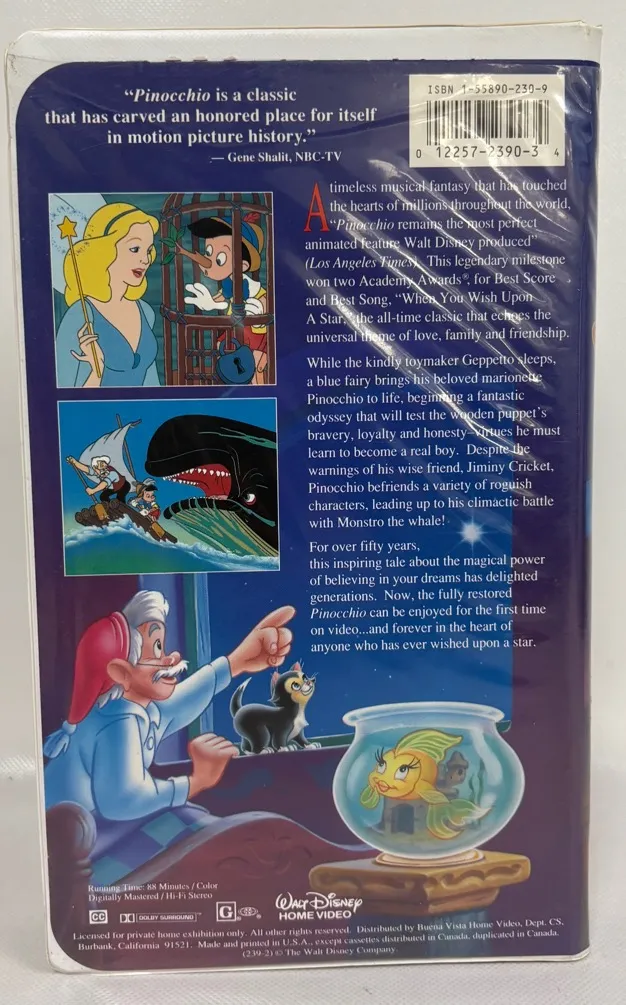 "Pinocchio is a classic
that has carved an honored place for itself
in motion picture history."
— Gene Shalit, NBC-TV
ISBN 1-55890-230-9
0 12257-2390-3 4
A timeless musical fantasy that has touched
the hearts of millions throughout the world,
"Pinocchio remains the most perfect
animated feature Walt Disney produced"
(Los Angeles Times). This legendary milestone
won two Academy Awards®, for Best Score
and Best Song, "When You Wish Upon
A Star," the all-time classic that echoes the
universal theme of love, family and friendship.
While the kindly toymaker Geppetto sleeps,
a blue fairy brings his beloved marionette
Pinocchio to life, beginning a fantastic
odyssey that will test the wooden puppet's
bravery, loyalty and honesty–virtues he must
learn to become a real boy. Despite the
warnings of his wise friend, Jiminy Cricket,
Pinocchio befriends a variety of roguish
characters, leading up to his climactic battle
with Monstro the whale!
For over fifty years,
this inspiring tale about the magical power
of believing in your dreams has delighted
generations. Now, the fully restored
Pinocchio can be enjoyed for the first time
on video...and forever in the heart of
anyone who has ever wished upon a star.
Running Time: 88 Minutes / Color
Digitally Mastered / Hi-Fi Stereo
CC DOLBY SURROUND G
Walt Disney
HOME VIDEO
Licensed for private home exhibition only. All other rights reserved. Distributed by Buena Vista Home Video, Dept. CS,
Burbank, California 91521. Made and printed in U.S.A., except cassettes distributed in Canada, duplicated in Canada.
(239-2) © The Walt Disney Company.